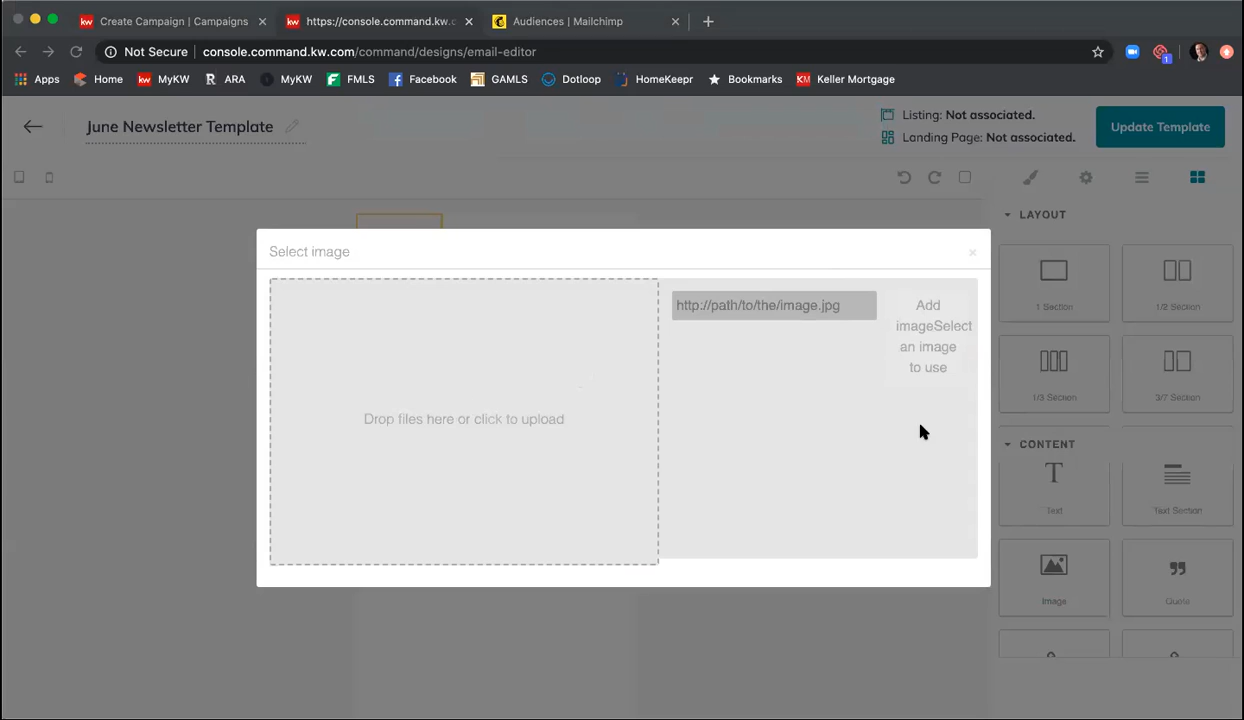 Create Campaign | Campaigns
https://console.command.kw.c
Audiences | Mailchimp
Not Secure
console.command.kw.com/command/designs/email-editor
1
Apps
Home
kw MyKW
R ARA
MyKW
FMLS
Facebook
GAMLS
Dotloop
HomeKeepr
Bookmarks
KM Keller Mortgage
June Newsletter Template
Listing: Not associated.
Landing Page: Not associated.
Update Template
LAYOUT
1 Section
1/2 Section
1/3 Section
3/7 Section
CONTENT
Text
Text Section
Image
Quote
Select image
×
Drop files here or click to upload
http://path/to/the/image.jpg
Add
imageSelect
an image
to use